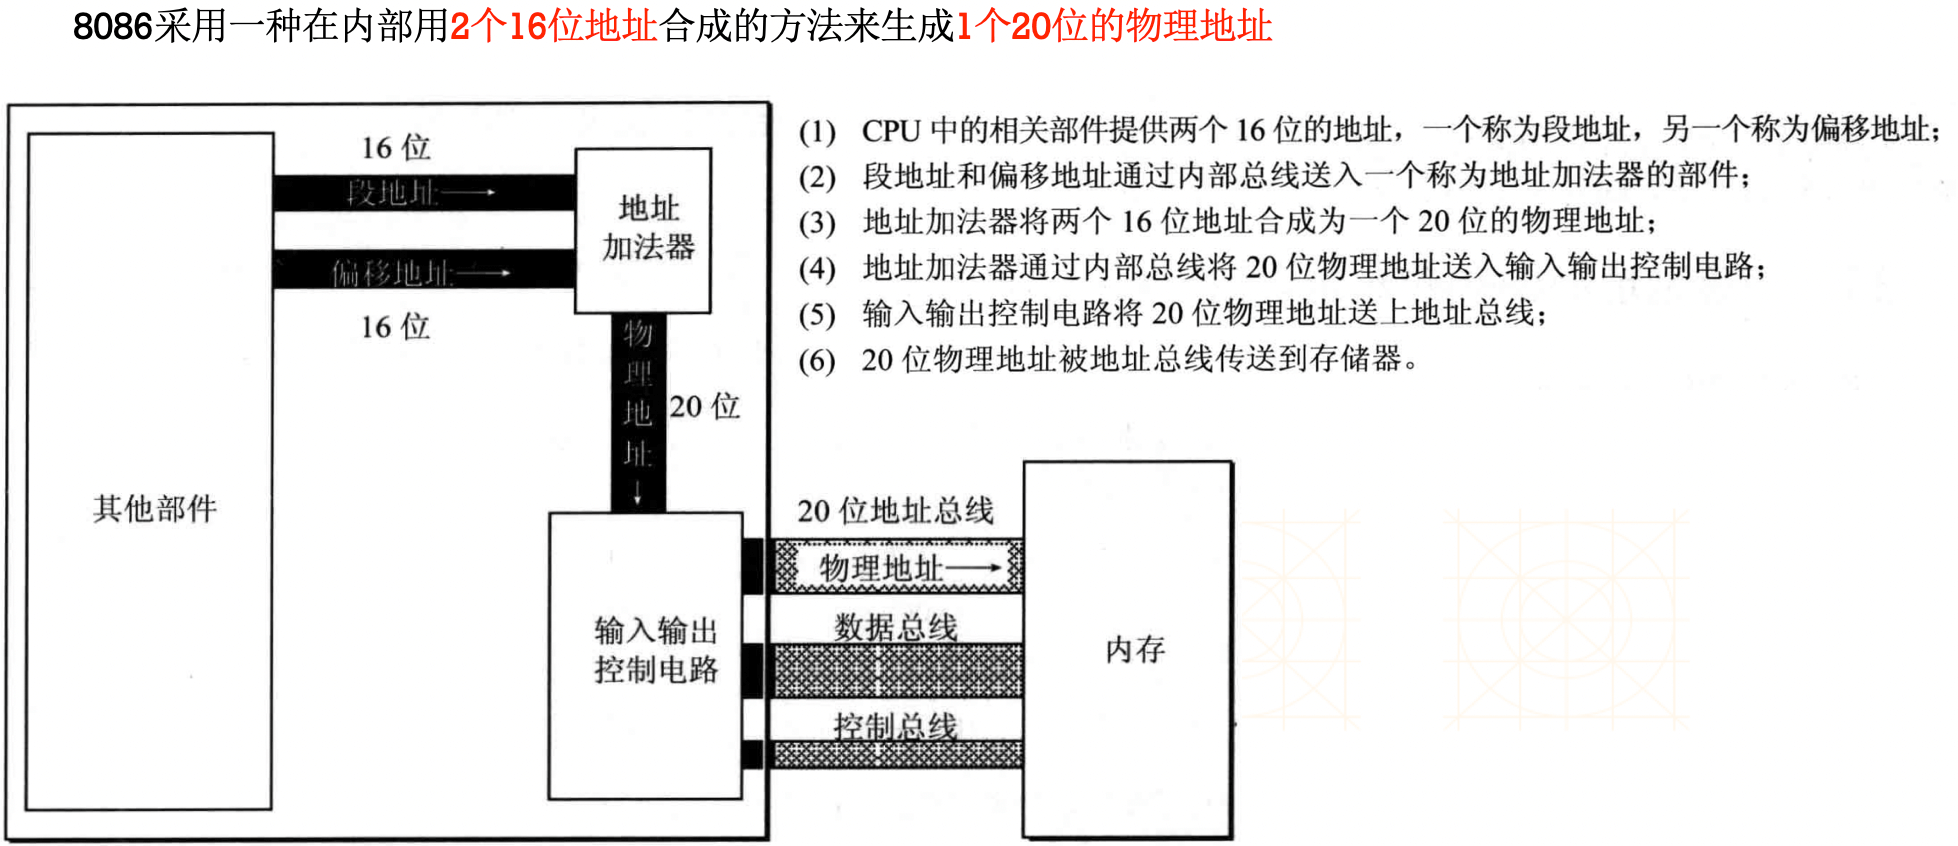 8086采用一种在内部用2个16位地址合成的方法来生成1个20位的物理地址
16 位
段地址
偏移地址
16 位
地址
加法器
物
理
地
址
20 位
其他部件
输入输出
控制电路
(1) CPU 中的相关部件提供两个 16 位的地址，一个称为段地址，另一个称为偏移地址；
(2) 段地址和偏移地址通过内部总线送入一个称为地址加法器的部件；
(3) 地址加法器将两个 16 位地址合成为一个 20 位的物理地址；
(4) 地址加法器通过内部总线将 20 位物理地址送入输入输出控制电路；
(5) 输入输出控制电路将 20 位物理地址送上地址总线；
(6) 20 位物理地址被地址总线传送到存储器。
20 位地址总线
物理地址
数据总线
控制总线
内存